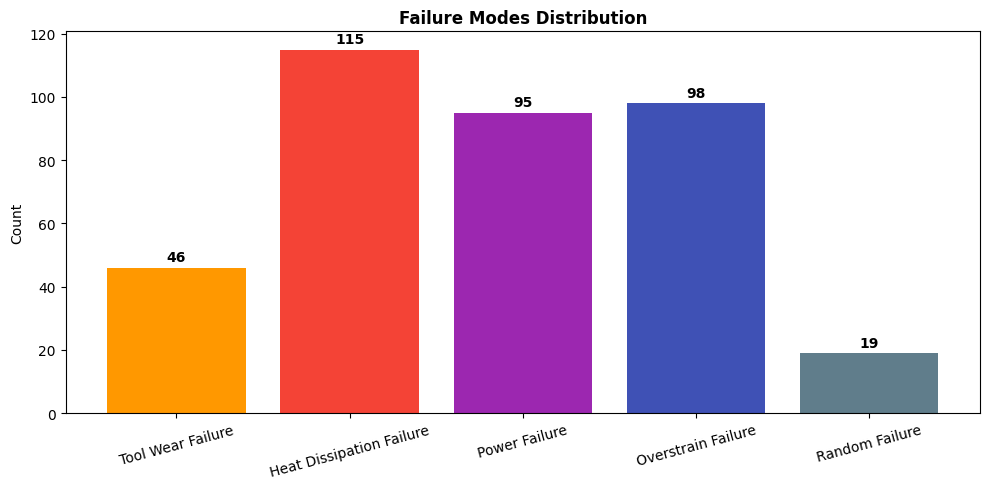 Failure Modes Distribution
Count
120
100
80
60
40
20
0
46
115
95
98
19
Tool Wear Failure
Heat Dissipation Failure
Power Failure
Overstrain Failure
Random Failure